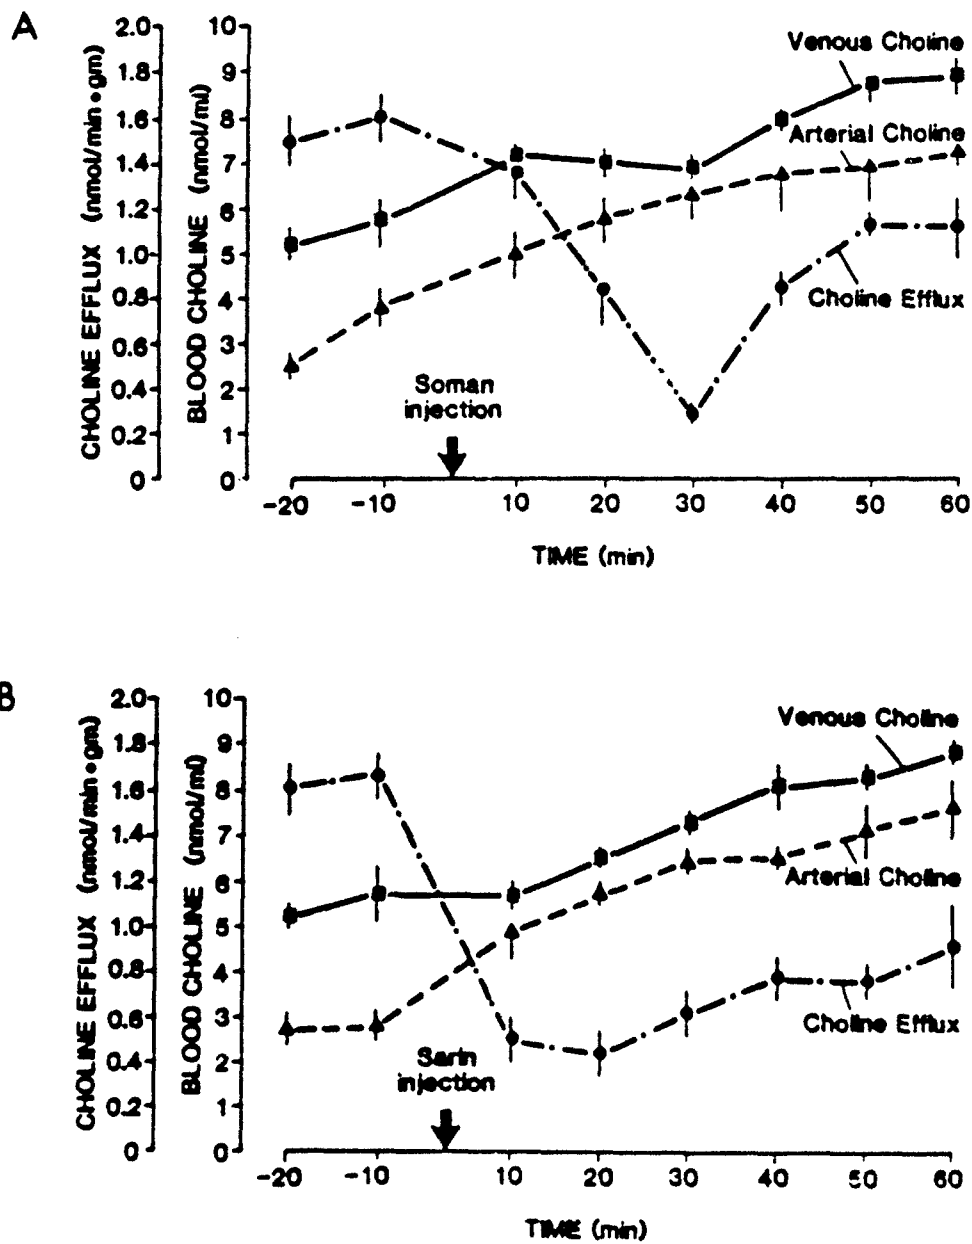 A
2.0
1.8
1.6
1.4
1.2
1.0
0.8
0.6
0.4
0.2
0
CHOLINE EFFLUX (nmol/min•gm)
10
9
8
7
6
5
4
3
2
1
0
BLOOD CHOLINE (nmol/ml)
Venous Choline
Arterial Choline
Choline Efflux
Soman
injection
-20 -10 10 20 30 40 50 60
TIME (min)
B
2.0
1.8
1.6
1.4
1.2
1.0
0.8
0.6
0.4
0.2
0
CHOLINE EFFLUX (nmol/min•gm)
10
9
8
7
6
5
4
3
2
1
0
BLOOD CHOLINE (nmol/ml)
Venous Choline
Arterial Choline
Choline Efflux
Sarin
injection
-20 -10 10 20 30 40 50 60
TIME (min)